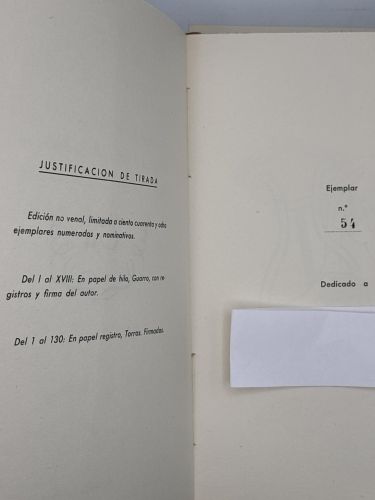 JUSTIFICACION DE TIRADA
Edición no venal, limitada a ciento cuarenta y ocho
ejemplares numerados y nominativos.
Del I al XVIII: En papel de hilo, Guarro, con re-
gistros y firma del autor.
Del 1 al 130: En papel registro, Torras. Firmados.
Ejemplar
n.º
54
Dedicado a